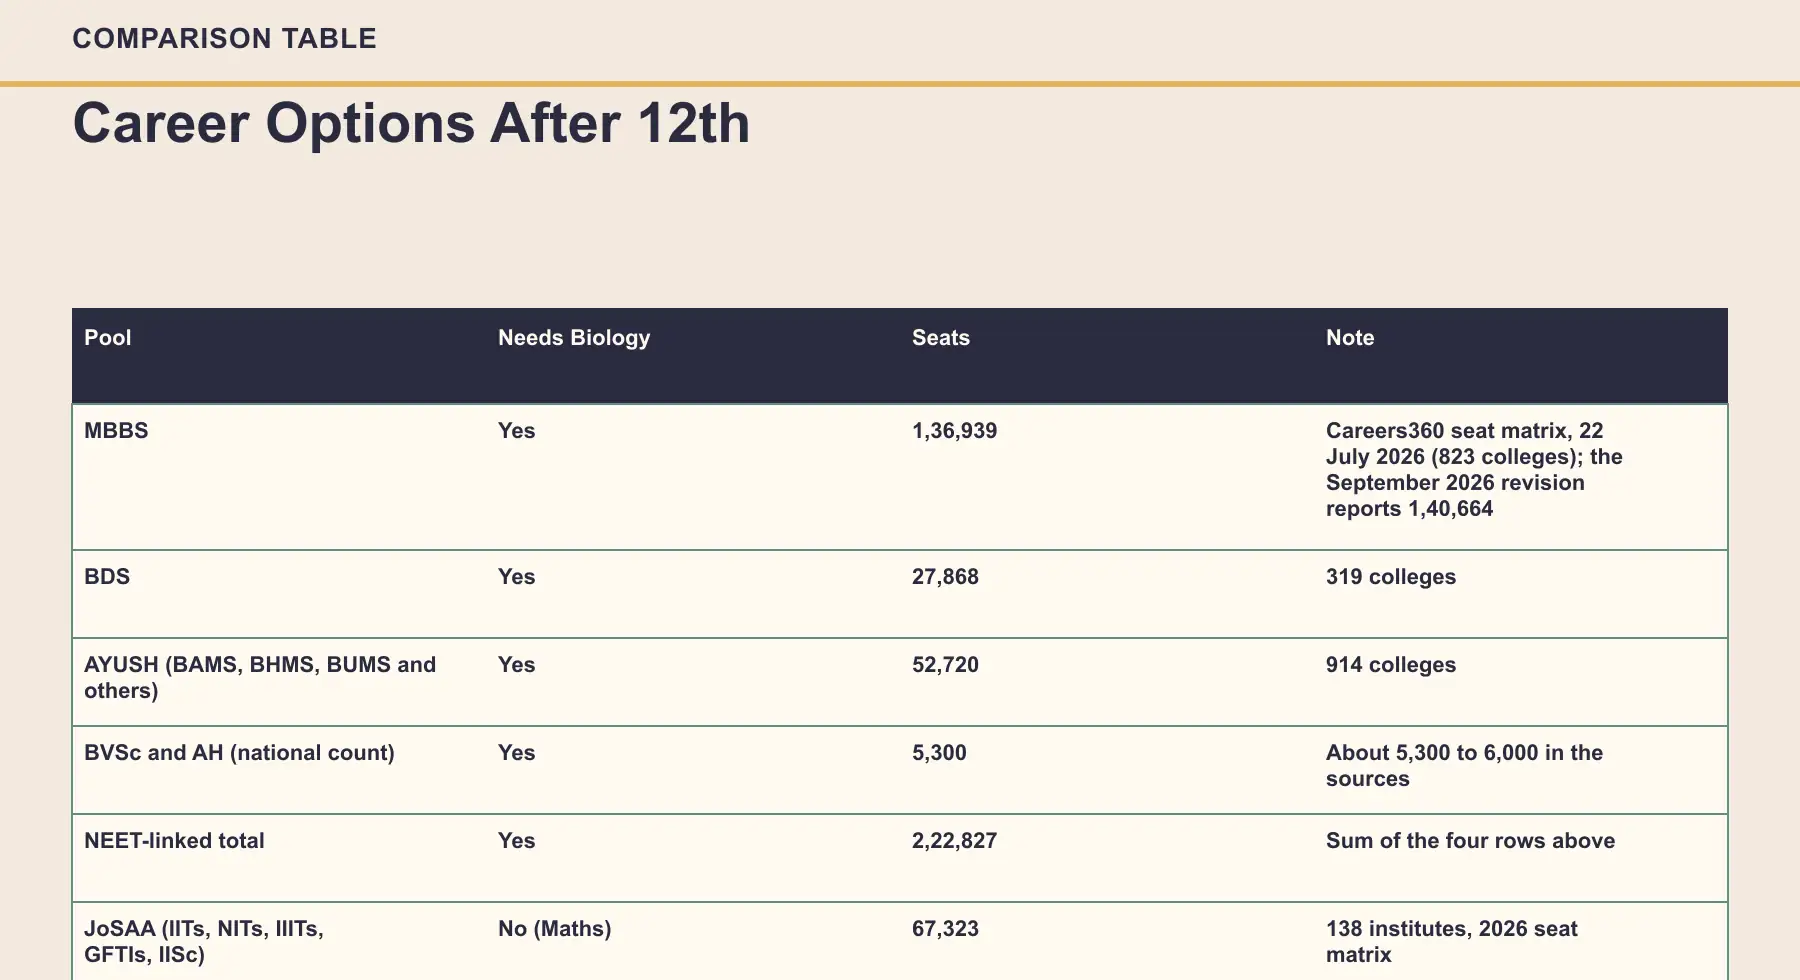 COMPARISON TABLE
Career Options After 12th
Pool Needs Biology Seats Note
MBBS Yes 1,36,939 Careers360 seat matrix, 22
July 2026 (823 colleges); the
September 2026 revision
reports 1,40,664
BDS Yes 27,868 319 colleges
AYUSH (BAMS, BHMS, BUMS and Yes 52,720 914 colleges
others)
BVSc and AH (national count) Yes 5,300 About 5,300 to 6,000 in the
sources
NEET-linked total Yes 2,22,827 Sum of the four rows above
JoSAA (IITs, NITs, IIITs, No (Maths) 67,323 138 institutes, 2026 seat
GFTIs, IISc) matrix